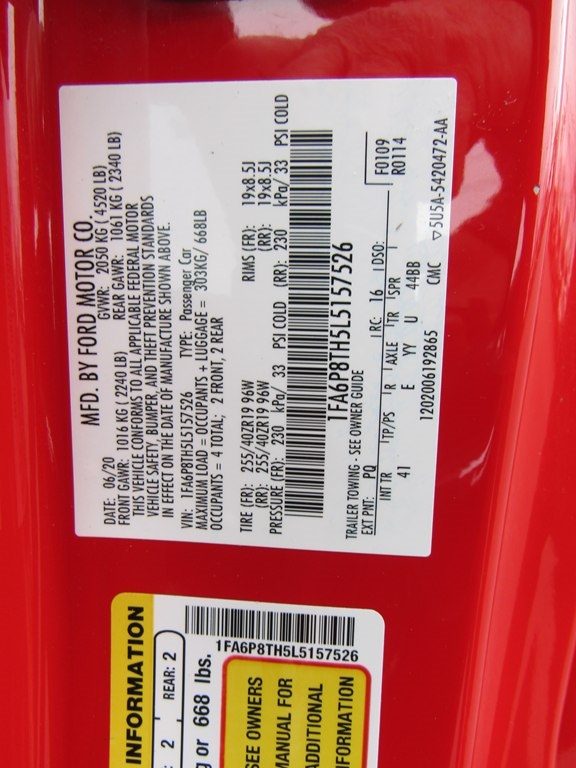 MFD. BY FORD MOTOR CO.
DATE: 06/20 GVWR: 2050 KG ( 4520 LB)
FRONT GAWR: 1016 KG ( 2240 LB) REAR GAWR: 1061 KG ( 2340 LB)
THIS VEHICLE CONFORMS TO ALL APPLICABLE FEDERAL MOTOR
VEHICLE SAFETY, BUMPER, AND THEFT PREVENTION STANDARDS
IN EFFECT ON THE DATE OF MANUFACTURE SHOWN ABOVE.
VIN: 1FA6P8TH5L5157526 TYPE: Passenger Car
MAXIMUM LOAD = OCCUPANTS + LUGGAGE = 303KG/ 668LB
OCCUPANTS = 4 TOTAL; 2 FRONT, 2 REAR
TIRE (FR): 255/40ZR19 96W RIMS (FR): 19x8.5J
(RR): 255/40ZR19 96W (RR): 19x8.5J
PRESSURE (FR): 230 kPa/ 33 PSI COLD (RR): 230 kPa/ 33 PSI COLD
1FA6P8TH5L5157526
F0109
R0114
TRAILER TOWING - SEE OWNER GUIDE
EXT PNT: PQ RC: 16 DSO:
INT TR TP/PS R AXLE TR SPR
41 E YY U 44BB
1202006192865 CMC ▽5U5A-5420472-AA
INFORMATION
: 2 REAR: 2
g or 668 lbs.
1FA6P8TH5L5157526
SEE OWNERS
MANUAL FOR
ADDITIONAL
INFORMATION